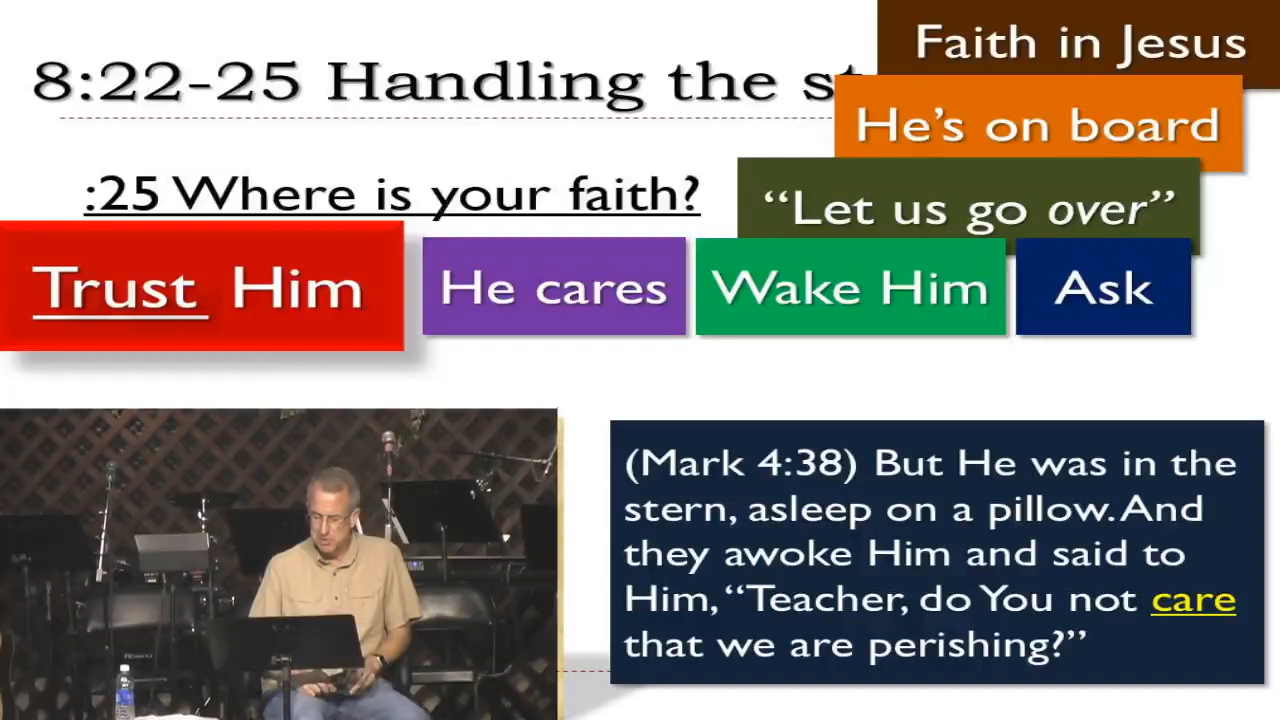 Faith in Jesus
8:22-25 Handling the st
He's on board
:25 Where is your faith?
“Let us go over”
Trust Him
He cares
Wake Him
Ask
(Mark 4:38) But He was in the
stern, asleep on a pillow. And
they awoke Him and said to
Him, “Teacher, do You not care
that we are perishing?”